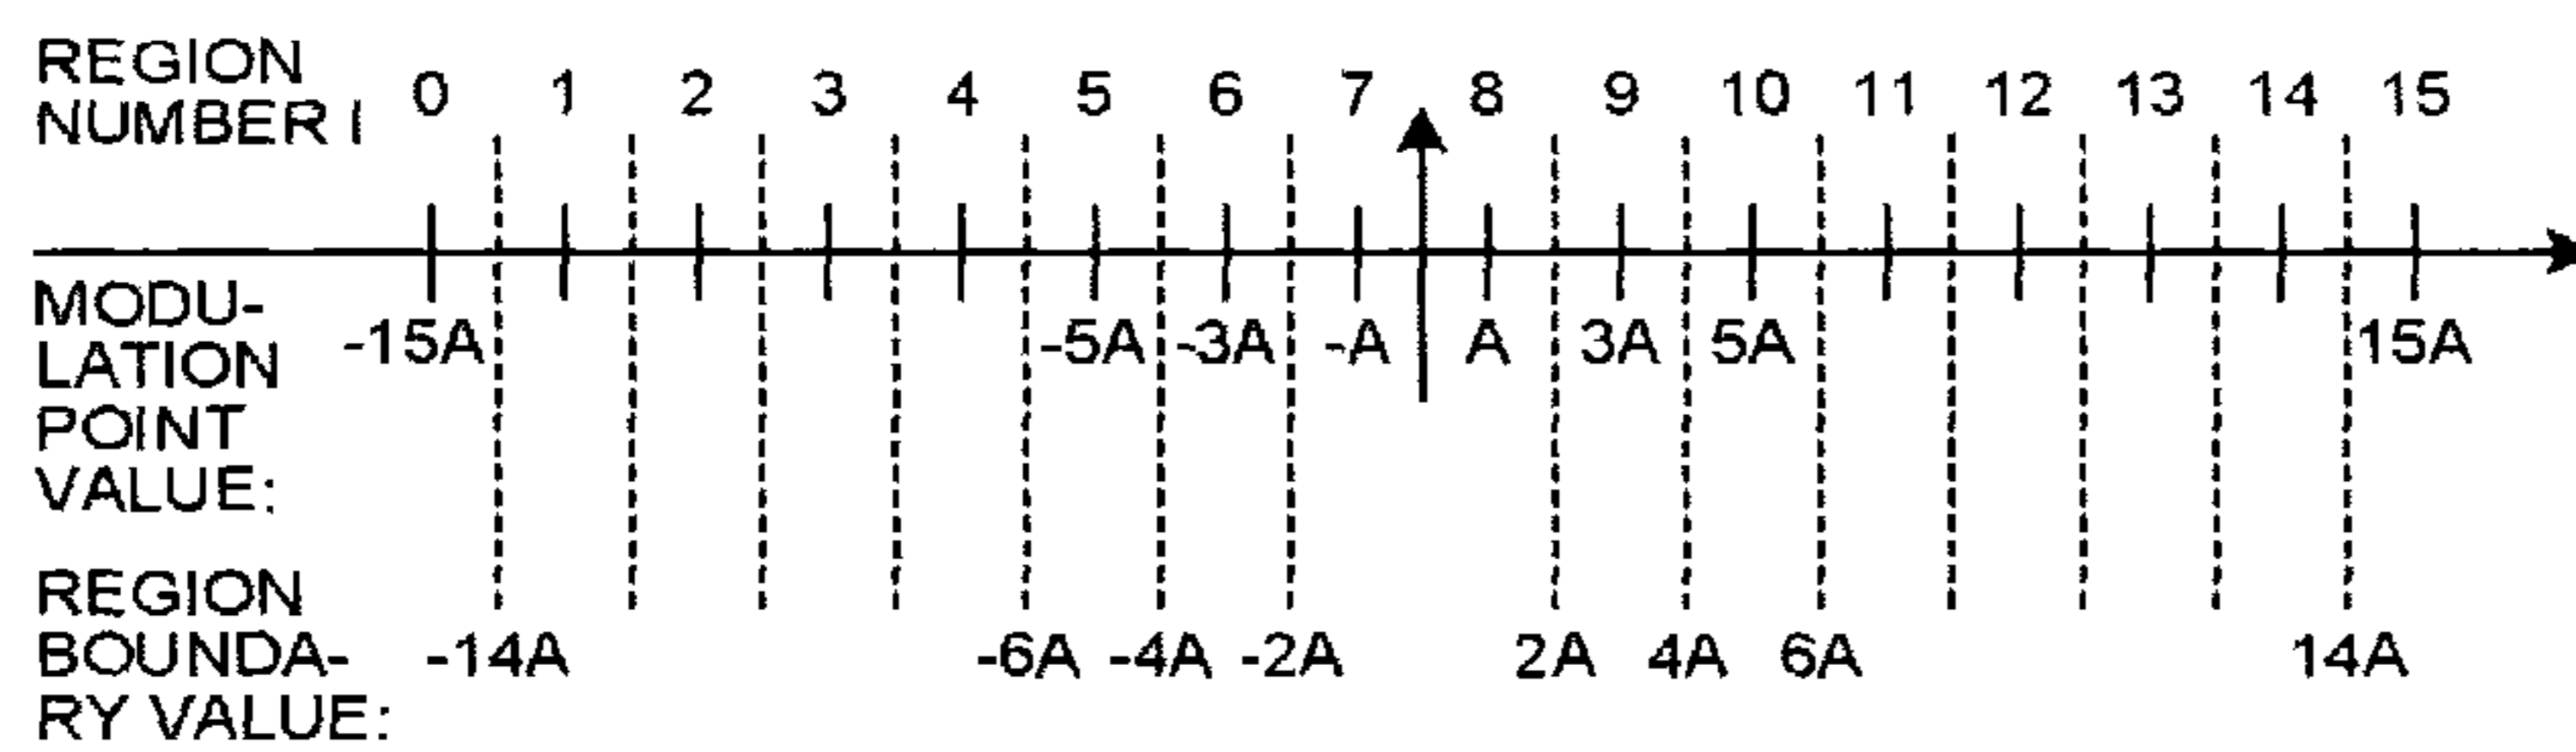 REGION
NUMBER I 0 1 2 3 4 5 6 7 8 9 10 11 12 13 14 15
MODU-
LATION
POINT
VALUE:
-15A -5A -3A -A A 3A 5A 15A
REGION
BOUNDA-
RY VALUE:
-14A -6A -4A -2A 2A 4A 6A 14A